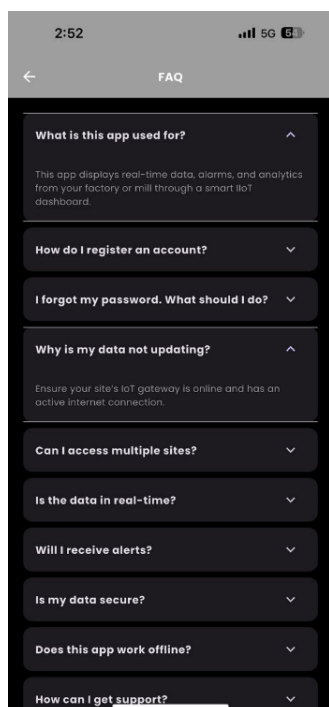 2:52
5G 54
FAQ
What is this app used for?
This app displays real-time data, alarms, and analytics
from your factory or mill through a smart IIoT
dashboard.
How do I register an account?
I forgot my password. What should I do?
Why is my data not updating?
Ensure your site's IoT gateway is online and has an
active internet connection.
Can I access multiple sites?
Is the data in real-time?
Will I receive alerts?
Is my data secure?
Does this app work offline?
How can I get support?